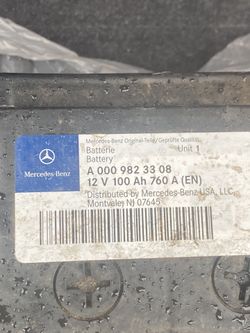 Mercedes-Benz Original-Teile/Geprüfte Qualität
Batterie
Unit 1
Battery
A 000 982 33 08
12 V 100 Ah 760 A (EN)
Mercedes-Benz
Distributed by Mercedes-Benz USA, LLC,
Montvale, NJ 07645